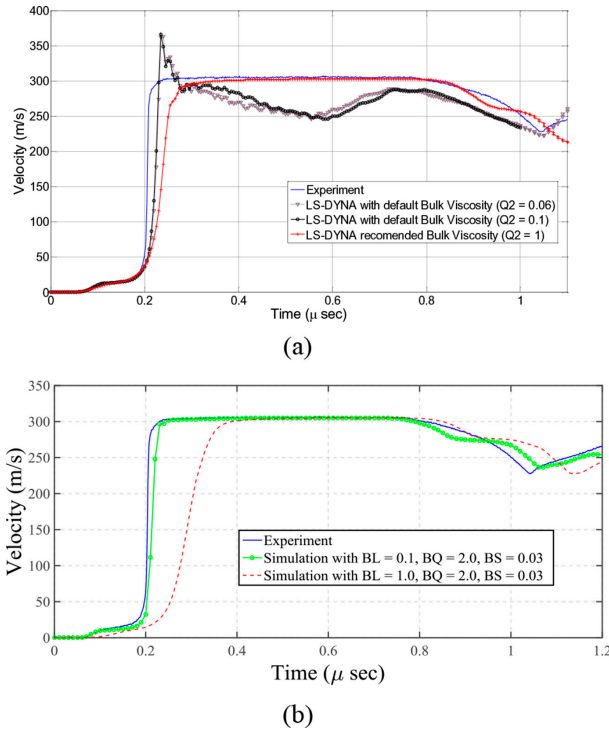 400
350
300
250
200
150
100
50
0
Velocity (m/s)
Experiment
LS-DYNA with default Bulk Viscosity (Q2 = 0.06)
LS-DYNA with default Bulk Viscosity (Q2 = 0.1)
LS-DYNA recomended Bulk Viscosity (Q2 = 1)
0 0.2 0.4 0.6 0.8 1
Time (μ sec)
(a)
350
300
250
200
150
100
50
0
Velocity (m/s)
Experiment
Simulation with BL = 0.1, BQ = 2.0, BS = 0.03
Simulation with BL = 1.0, BQ = 2.0, BS = 0.03
0 0.2 0.4 0.6 0.8 1 1.2
Time (μ sec)
(b)